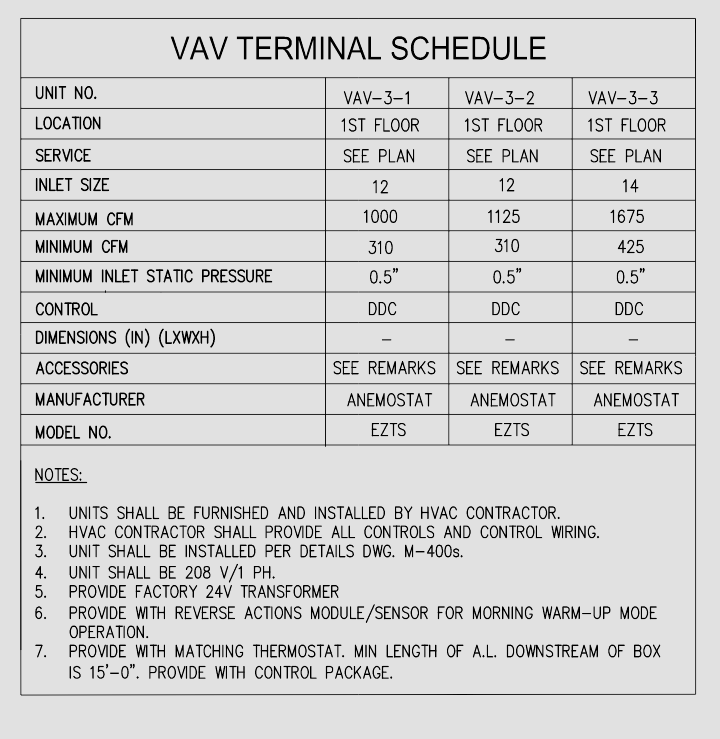 VAV TERMINAL SCHEDULE
UNIT NO. VAV-3-1 VAV-3-2 VAV-3-3
LOCATION 1ST FLOOR 1ST FLOOR 1ST FLOOR
SERVICE SEE PLAN SEE PLAN SEE PLAN
INLET SIZE 12 12 14
MAXIMUM CFM 1000 1125 1675
MINIMUM CFM 310 310 425
MINIMUM INLET STATIC PRESSURE 0.5” 0.5” 0.5”
CONTROL DDC DDC DDC
DIMENSIONS (IN) (LXWXH) – – –
ACCESSORIES SEE REMARKS SEE REMARKS SEE REMARKS
MANUFACTURER ANEMOSTAT ANEMOSTAT ANEMOSTAT
MODEL NO. EZTS EZTS EZTS
NOTES:
1. UNITS SHALL BE FURNISHED AND INSTALLED BY HVAC CONTRACTOR.
2. HVAC CONTRACTOR SHALL PROVIDE ALL CONTROLS AND CONTROL WIRING.
3. UNIT SHALL BE INSTALLED PER DETAILS DWG. M-400s.
4. UNIT SHALL BE 208 V/1 PH.
5. PROVIDE FACTORY 24V TRANSFORMER
6. PROVIDE WITH REVERSE ACTIONS MODULE/SENSOR FOR MORNING WARM-UP MODE
OPERATION.
7. PROVIDE WITH MATCHING THERMOSTAT. MIN LENGTH OF A.L. DOWNSTREAM OF BOX
IS 15’-0”. PROVIDE WITH CONTROL PACKAGE.